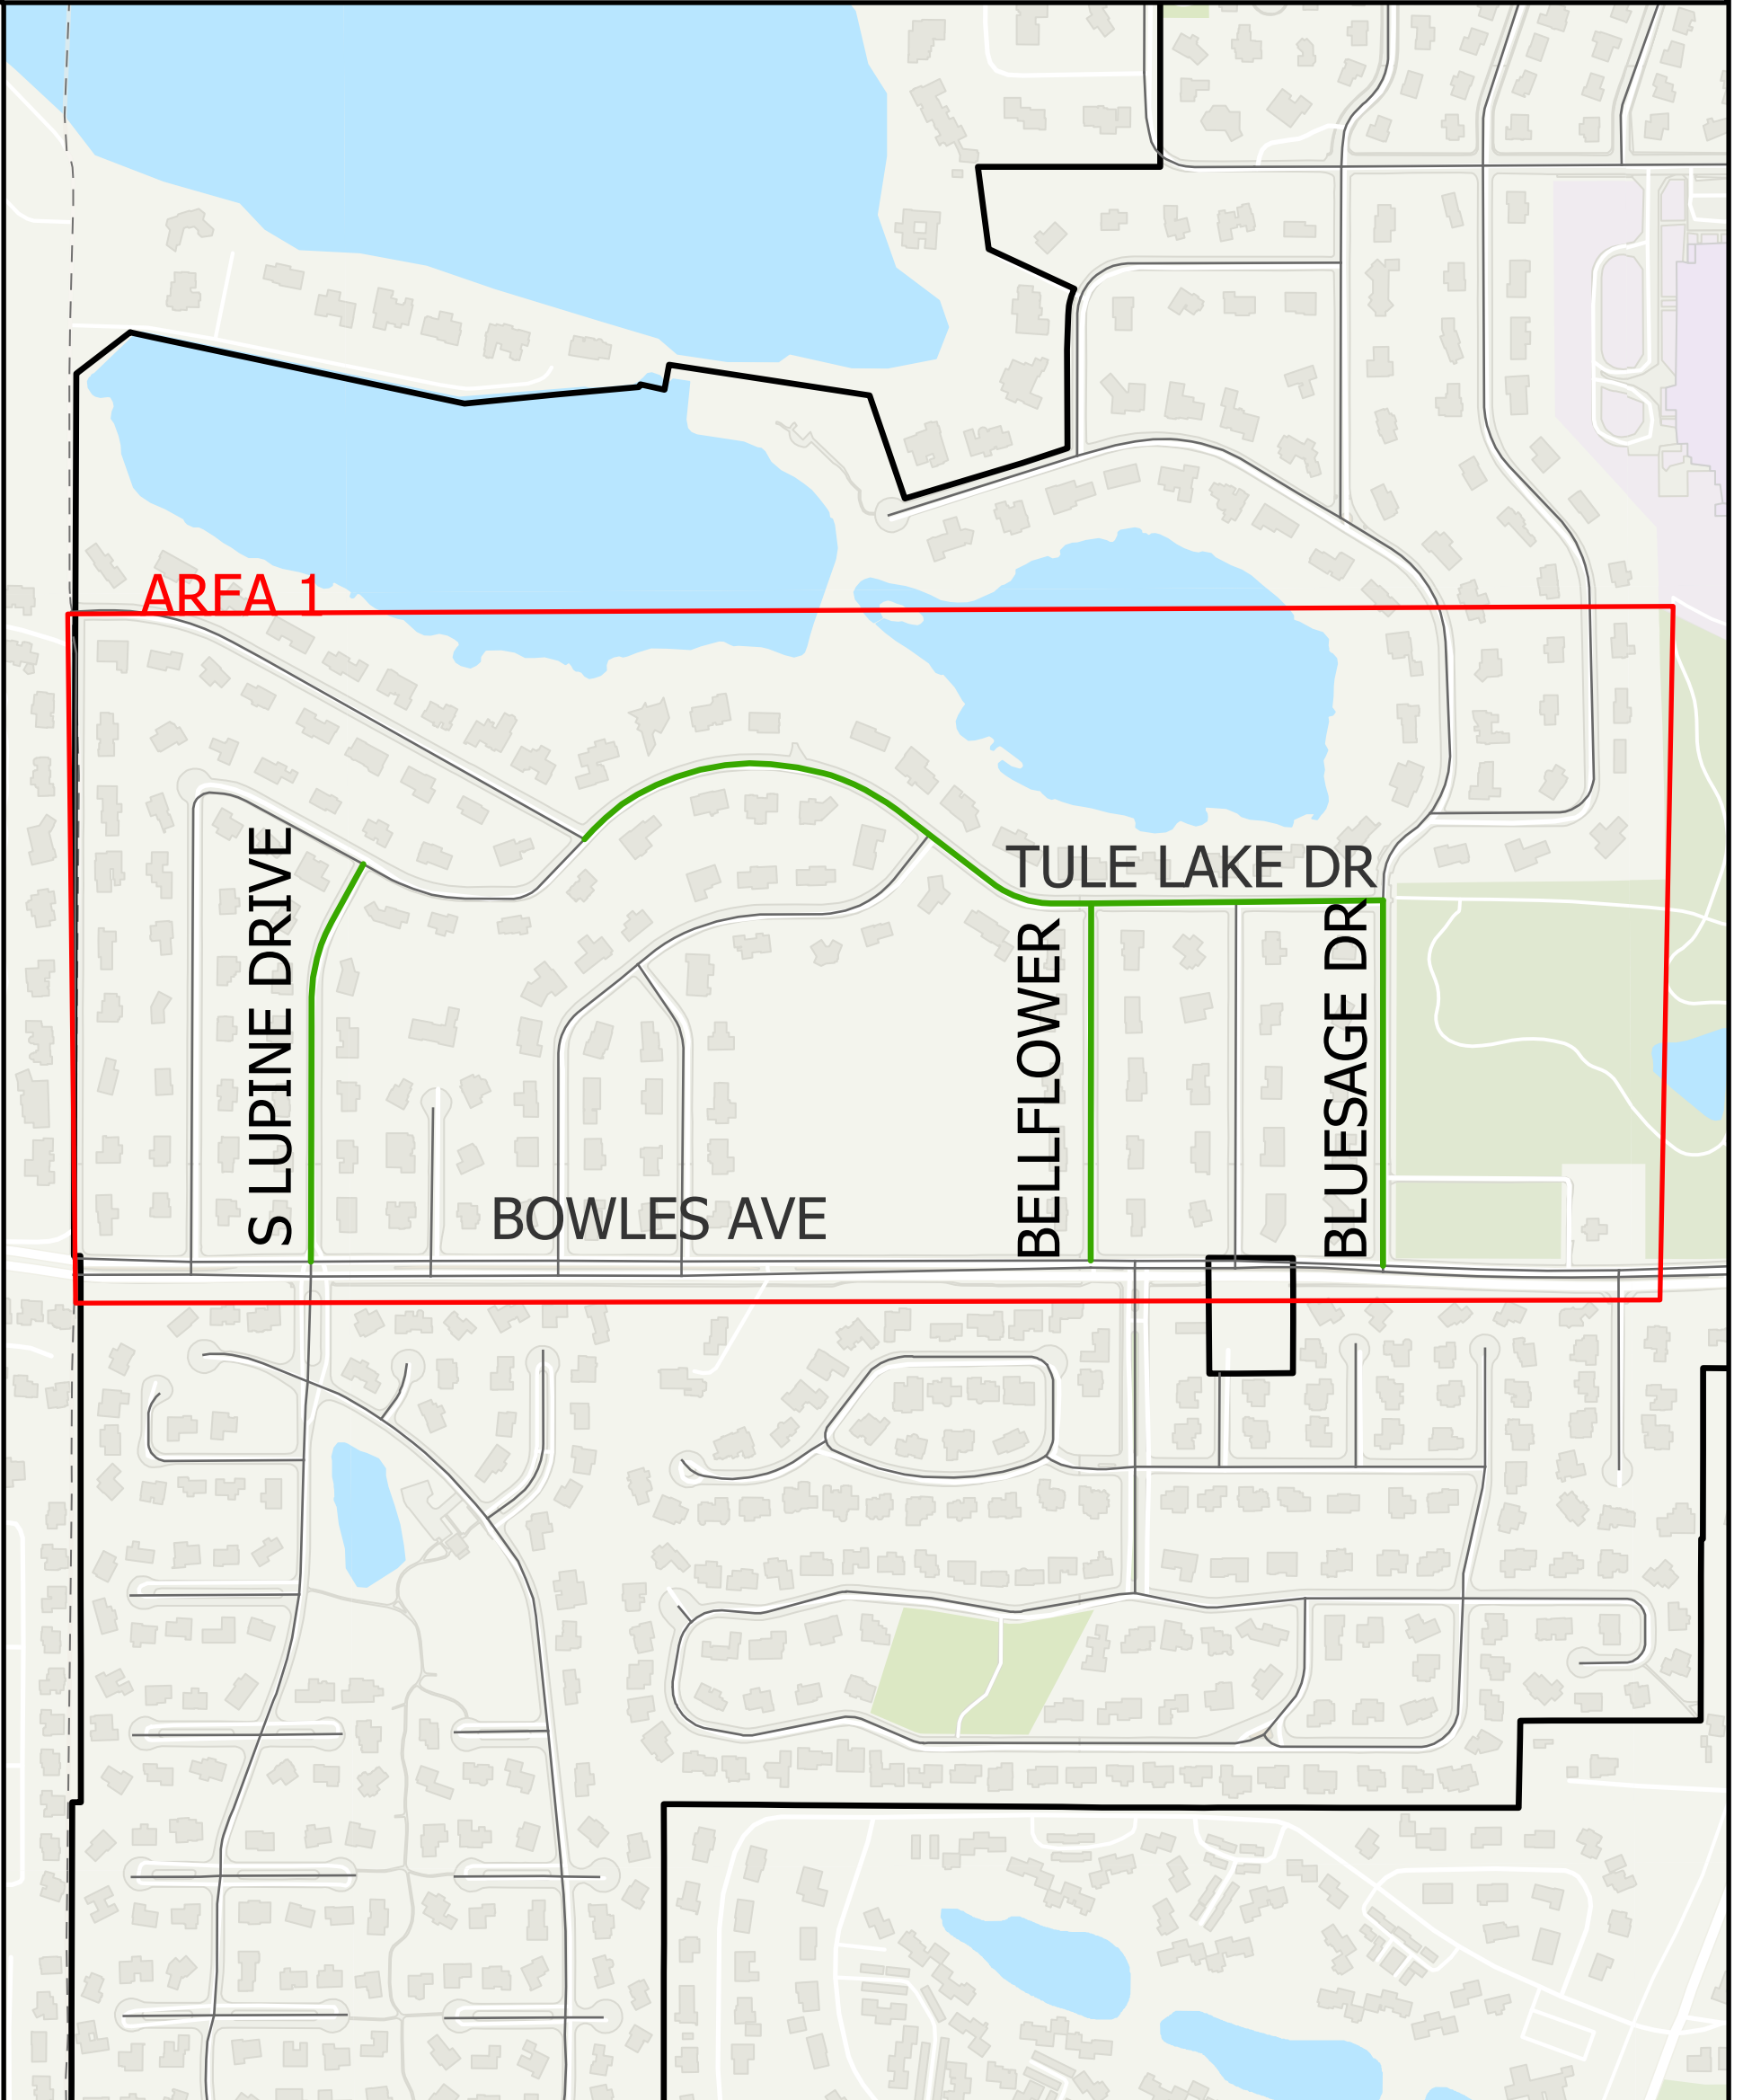 AREA 1
TULE LAKE DR
S LUPINE DRIVE
BELLFLOWER
BLUESAGE DR
BOWLES AVE